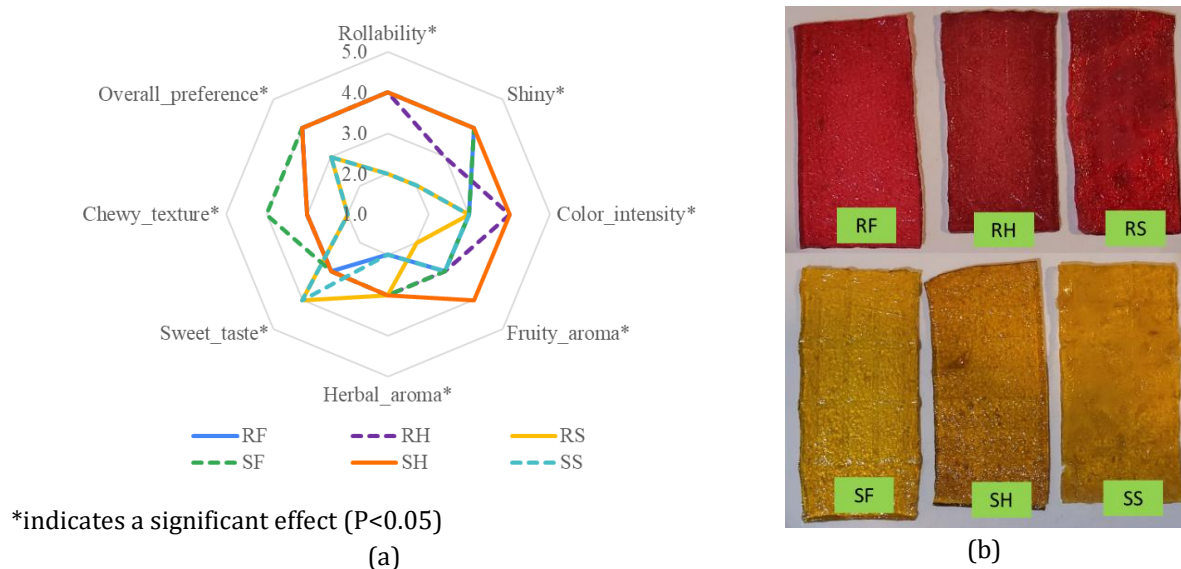 Rollability*
5.0
Overall_preference*
Shiny*
4.0
3.0
2.0
Chewy_texture*
1.0
Color_intensity*
Sweet_taste*
Fruity_aroma*
Herbal_aroma*
RF
RH
RS
SF
SH
SS
*indicates a significant effect (P<0.05)
(a)
RF
RH
RS
SF
SH
SS
(b)